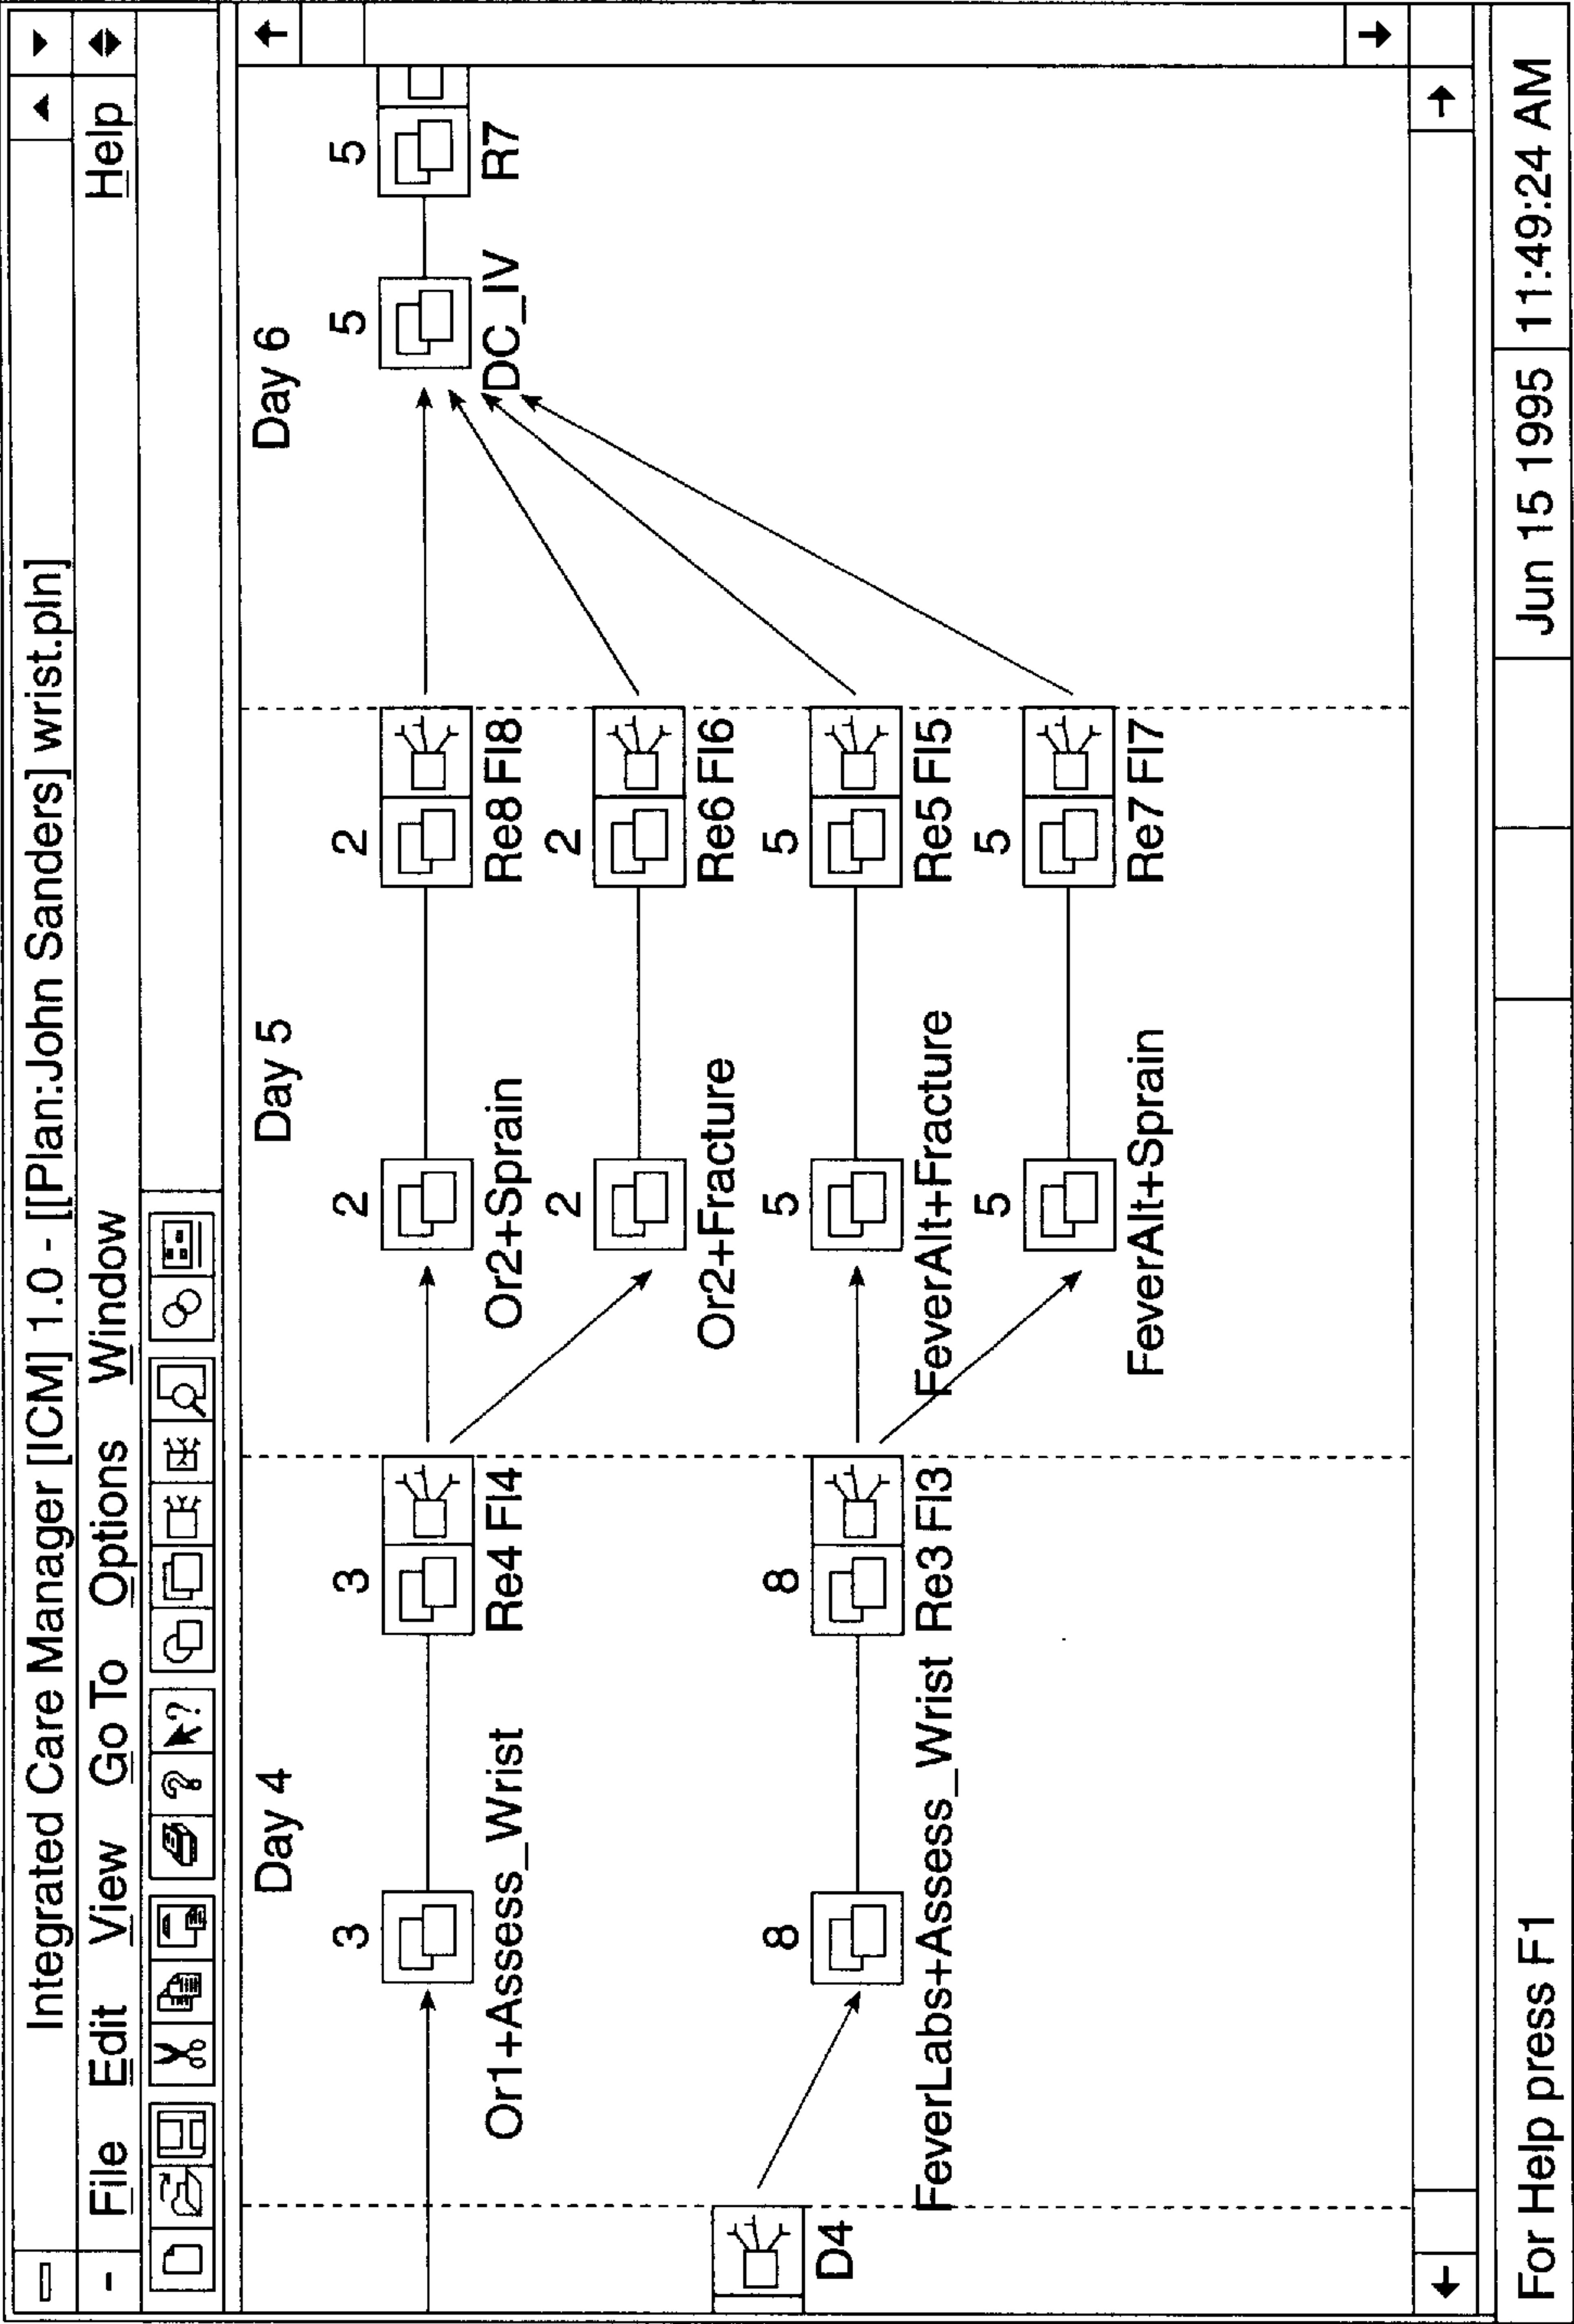 Integrated Care Manager [[ICM] 1.0 - [[Plan:John Sanders] wrist.pln]
- File Edit View Go To Options Window Help
? ?
Day 4 Day 5 Day 6
3 3 2 2 5 5
Or1+Assess_Wrist Re4 Fl4 Or2+Sprain Re8 Fl8 DC_IV R7
2 2
Or2+Fracture Re6 Fl6
D4
8 8 5 5
FeverLabs+Assess_Wrist Re3 Fl3 FeverAlt+Fracture Re5 Fl5
5 5
FeverAlt+Sprain Re7 Fl7
For Help press F1 Jun 15 1995 11:49:24 AM